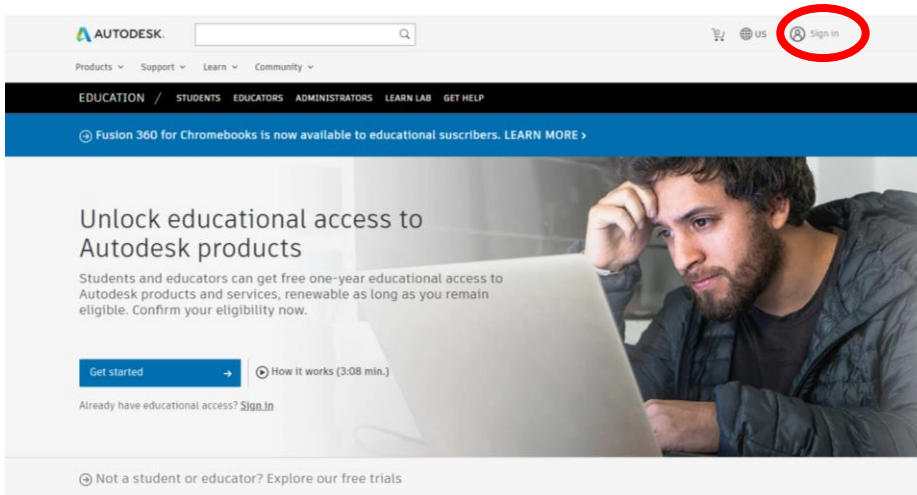 AUTODESK.
US
Sign in
Products
Support
Learn
Community
EDUCATION / STUDENTS EDUCATORS ADMINISTRATORS LEARN LAB GET HELP
Fusion 360 for Chromebooks is now available to educational suscribers. LEARN MORE >
Unlock educational access to
Autodesk products
Students and educators can get free one-year educational access to
Autodesk products and services, renewable as long as you remain
eligible. Confirm your eligibility now.
Get started
How it works (3:08 min.)
Already have educational access? Sign in
Not a student or educator? Explore our free trials